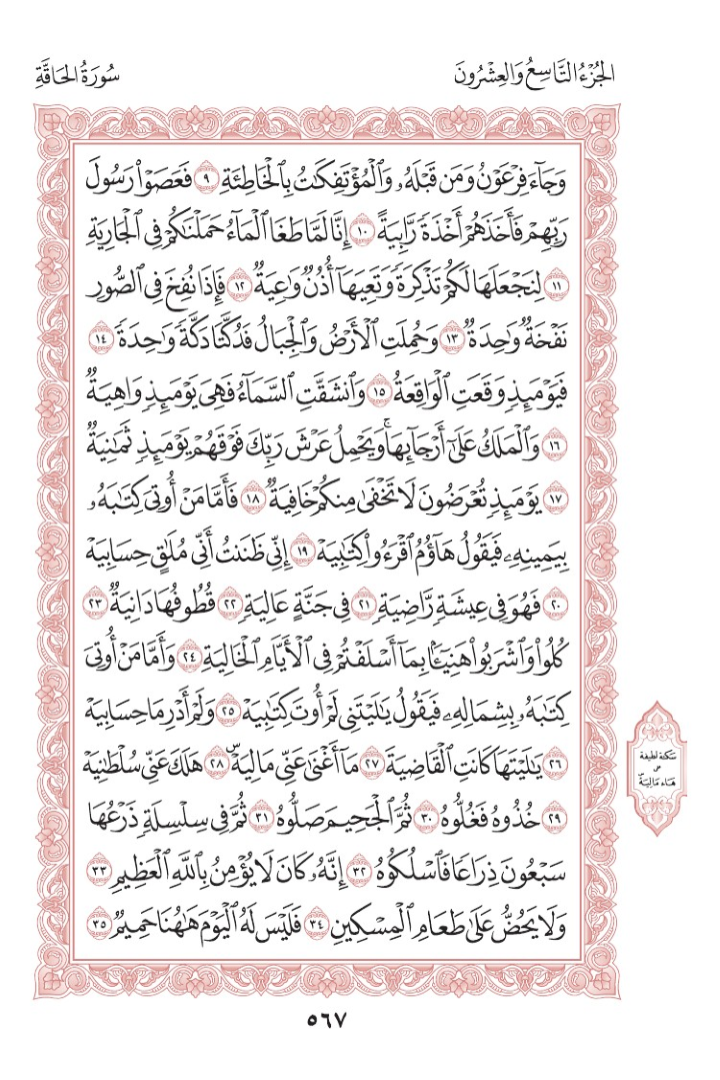 الجُزْءُ التَّاسِعُ وَالعِشْرُونَ
سُورَةُ الحَاقَّةِ
وَجَآءَ فِرْعَوْنُ وَمَن قَبْلَهُۥ وَٱلْمُؤْتَفِكَٰتُ بِٱلْخَاطِئَةِ ٩ فَعَصَوْا۟ رَسُولَ
رَبِّهِمْ فَأَخَذَهُمْ أَخْذَةً رَّابِيَةً ١٠ إِنَّا لَمَّا طَغَا ٱلْمَآءُ حَمَلْنَٰكُمْ فِى ٱلْجَارِيَةِ
١١ لِنَجْعَلَهَا لَكُمْ تَذْكِرَةً وَتَعِيَهَآ أُذُنٌ وَٰعِيَةٌ ١٢ فَإِذَا نُفِخَ فِى ٱلصُّورِ
نَفْخَةٌ وَٰحِدَةٌ ١٣ وَحُمِلَتِ ٱلْأَرْضُ وَٱلْجِبَالُ فَدُكَّتَا دَكَّةً وَٰحِدَةً ١٤
فَيَوْمَئِذٍ وَقَعَتِ ٱلْوَاقِعَةُ ١٥ وَٱنشَقَّتِ ٱلسَّمَآءُ فَهِىَ يَوْمَئِذٍ وَاهِيَةٌ
١٦ وَٱلْمَلَكُ عَلَىٰٓ أَرْجَآئِهَا ۚ وَيَحْمِلُ عَرْشَ رَبِّكَ فَوْقَهُمْ يَوْمَئِذٍ ثَمَٰنِيَةٌ
١٧ يَوْمَئِذٍ تُعْرَضُونَ لَا تَخْفَىٰ مِنكُمْ خَافِيَةٌ ١٨ فَأَمَّا مَنْ أُوتِىَ كِتَٰبَهُۥ
بِيَمِينِهِۦ فَيَقُولُ هَآؤُمُ ٱقْرَءُوا۟ كِتَٰبِيَهْ ١٩ إِنِّى ظَنَنتُ أَنِّى مُلَٰقٍ حِسَابِيَهْ
٢٠ فَهُوَ فِى عِيشَةٍ رَّاضِيَةٍ ٢١ فِى جَنَّةٍ عَالِيَةٍ ٢٢ قُطُوفُهَا دَانِيَةٌ ٢٣
كُلُوا۟ وَٱشْرَبُوا۟ هَنِيٓـًٔۢا بِمَآ أَسْلَفْتُمْ فِى ٱلْأَيَّامِ ٱلْخَالِيَةِ ٢٤ وَأَمَّا مَنْ أُوتِىَ
كِتَٰبَهُۥ بِشِمَالِهِۦ فَيَقُولُ يَٰلَيْتَنِى لَمْ أُوتَ كِتَٰبِيَهْ ٢٥ وَلَمْ أَدْرِ مَا حِسَابِيَهْ
٢٦ يَٰلَيْتَهَا كَانَتِ ٱلْقَاضِيَةَ ٢٧ مَآ أَغْنَىٰ عَنِّى مَالِيَهْ ۜ ٢٨ هَلَكَ عَنِّى سُلْطَٰنِيَهْ
٢٩ خُذُوهُ فَغُلُّوهُ ٣٠ ثُمَّ ٱلْجَحِيمَ صَلُّوهُ ٣١ ثُمَّ فِى سِلْسِلَةٍ ذَرْعُهَا
سَبْعُونَ ذِرَاعًا فَٱسْلُكُوهُ ٣٢ إِنَّهُۥ كَانَ لَا يُؤْمِنُ بِٱللَّهِ ٱلْعَظِيمِ ٣٣
وَلَا يَحُضُّ عَلَىٰ طَعَامِ ٱلْمِسْكِينِ ٣٤ فَلَيْسَ لَهُ ٱلْيَوْمَ هَٰهُنَا حَمِيمٌ ٣٥
سكتة لطيفة
على
هاء مَالِيَهْۜ
٥٦٧